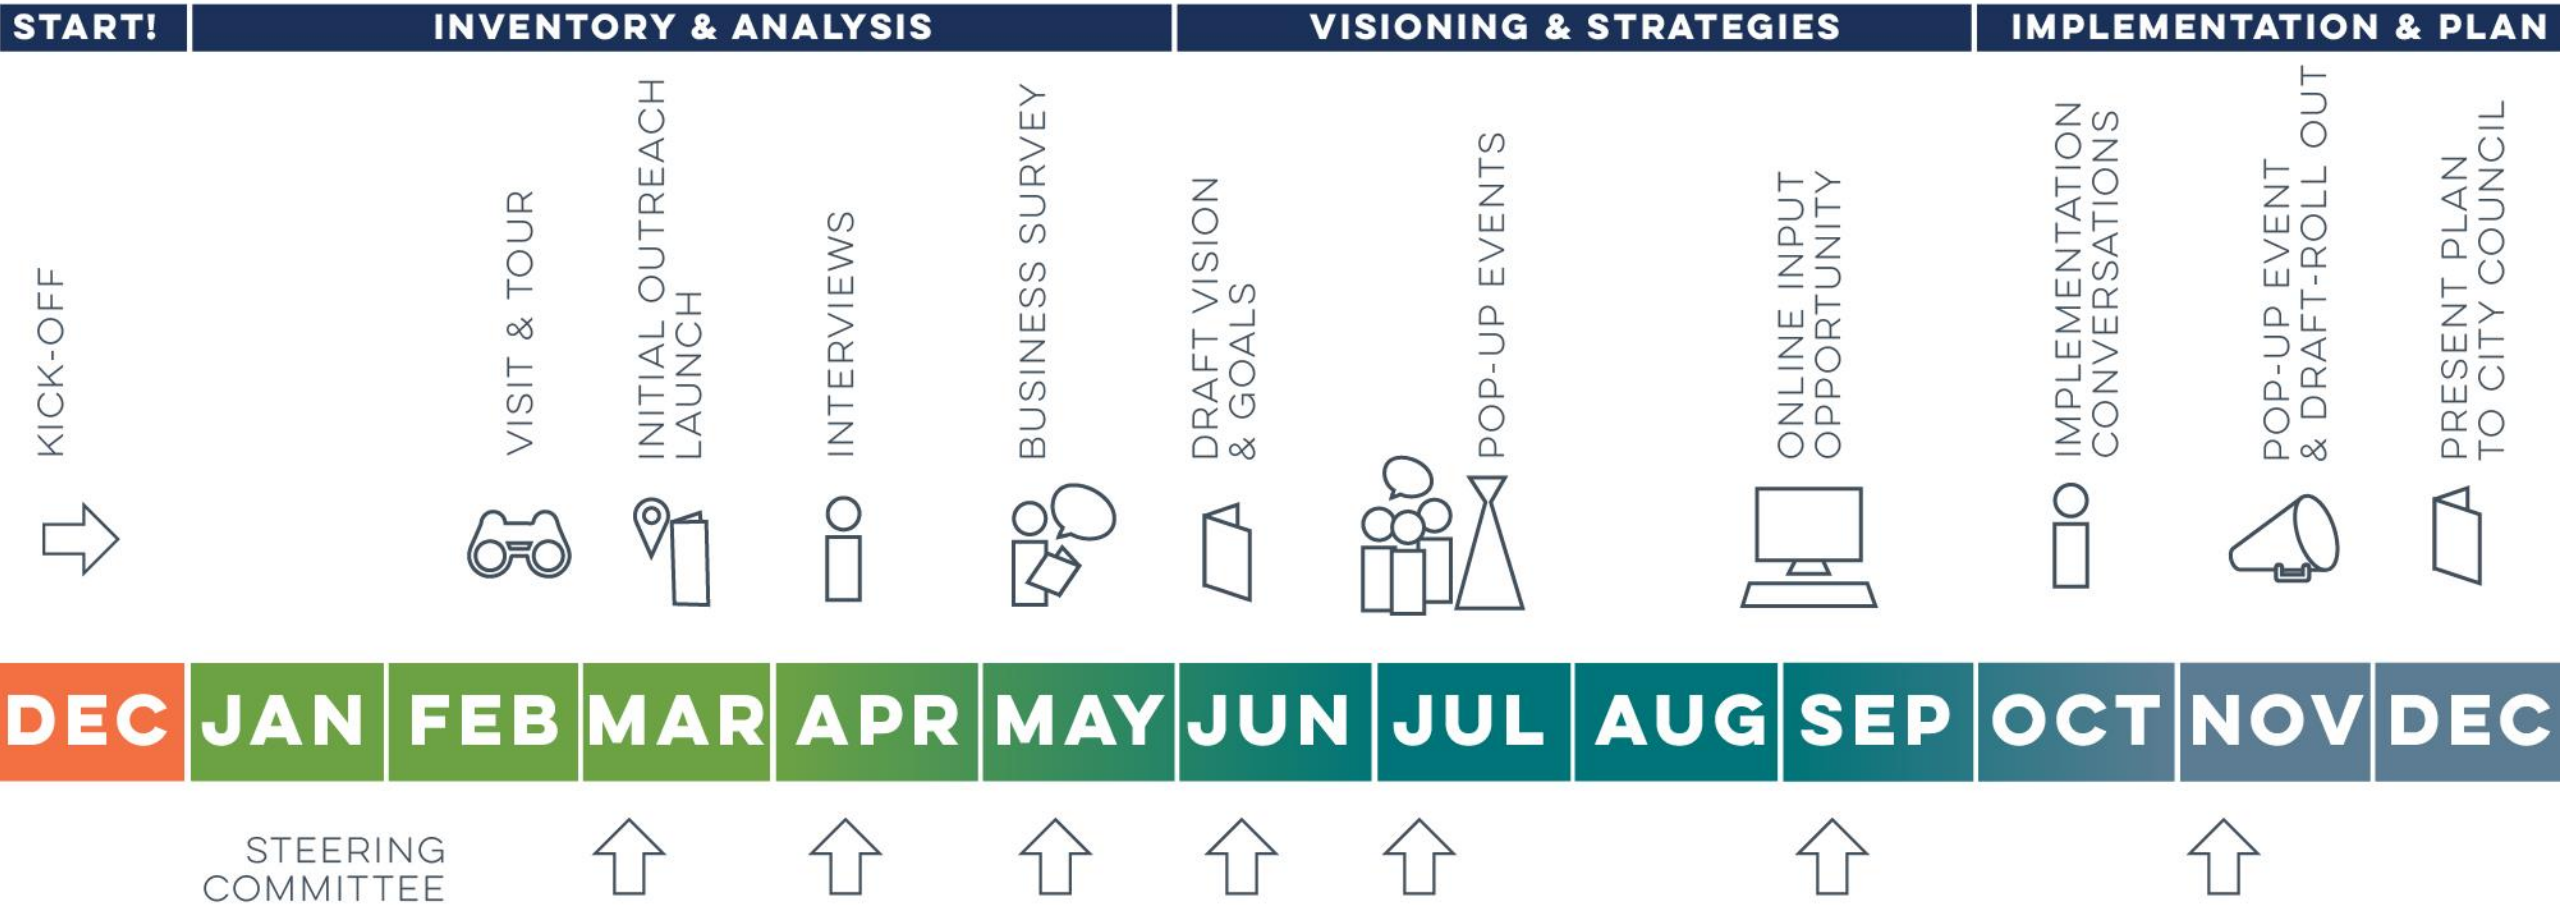 START!
INVENTORY & ANALYSIS
VISIONING & STRATEGIES
IMPLEMENTATION & PLAN
KICK-OFF
VISIT & TOUR
INITIAL OUTREACH
LAUNCH
INTERVIEWS
BUSINESS SURVEY
DRAFT VISION
& GOALS
POP-UP EVENTS
ONLINE INPUT
OPPORTUNITY
IMPLEMENTATION
CONVERSATIONS
POP-UP EVENT
& DRAFT-ROLL OUT
PRESENT PLAN
TO CITY COUNCIL
DEC
JAN
FEB
MAR
APR
MAY
JUN
JUL
AUG
SEP
OCT
NOV
DEC
STEERING
COMMITTEE